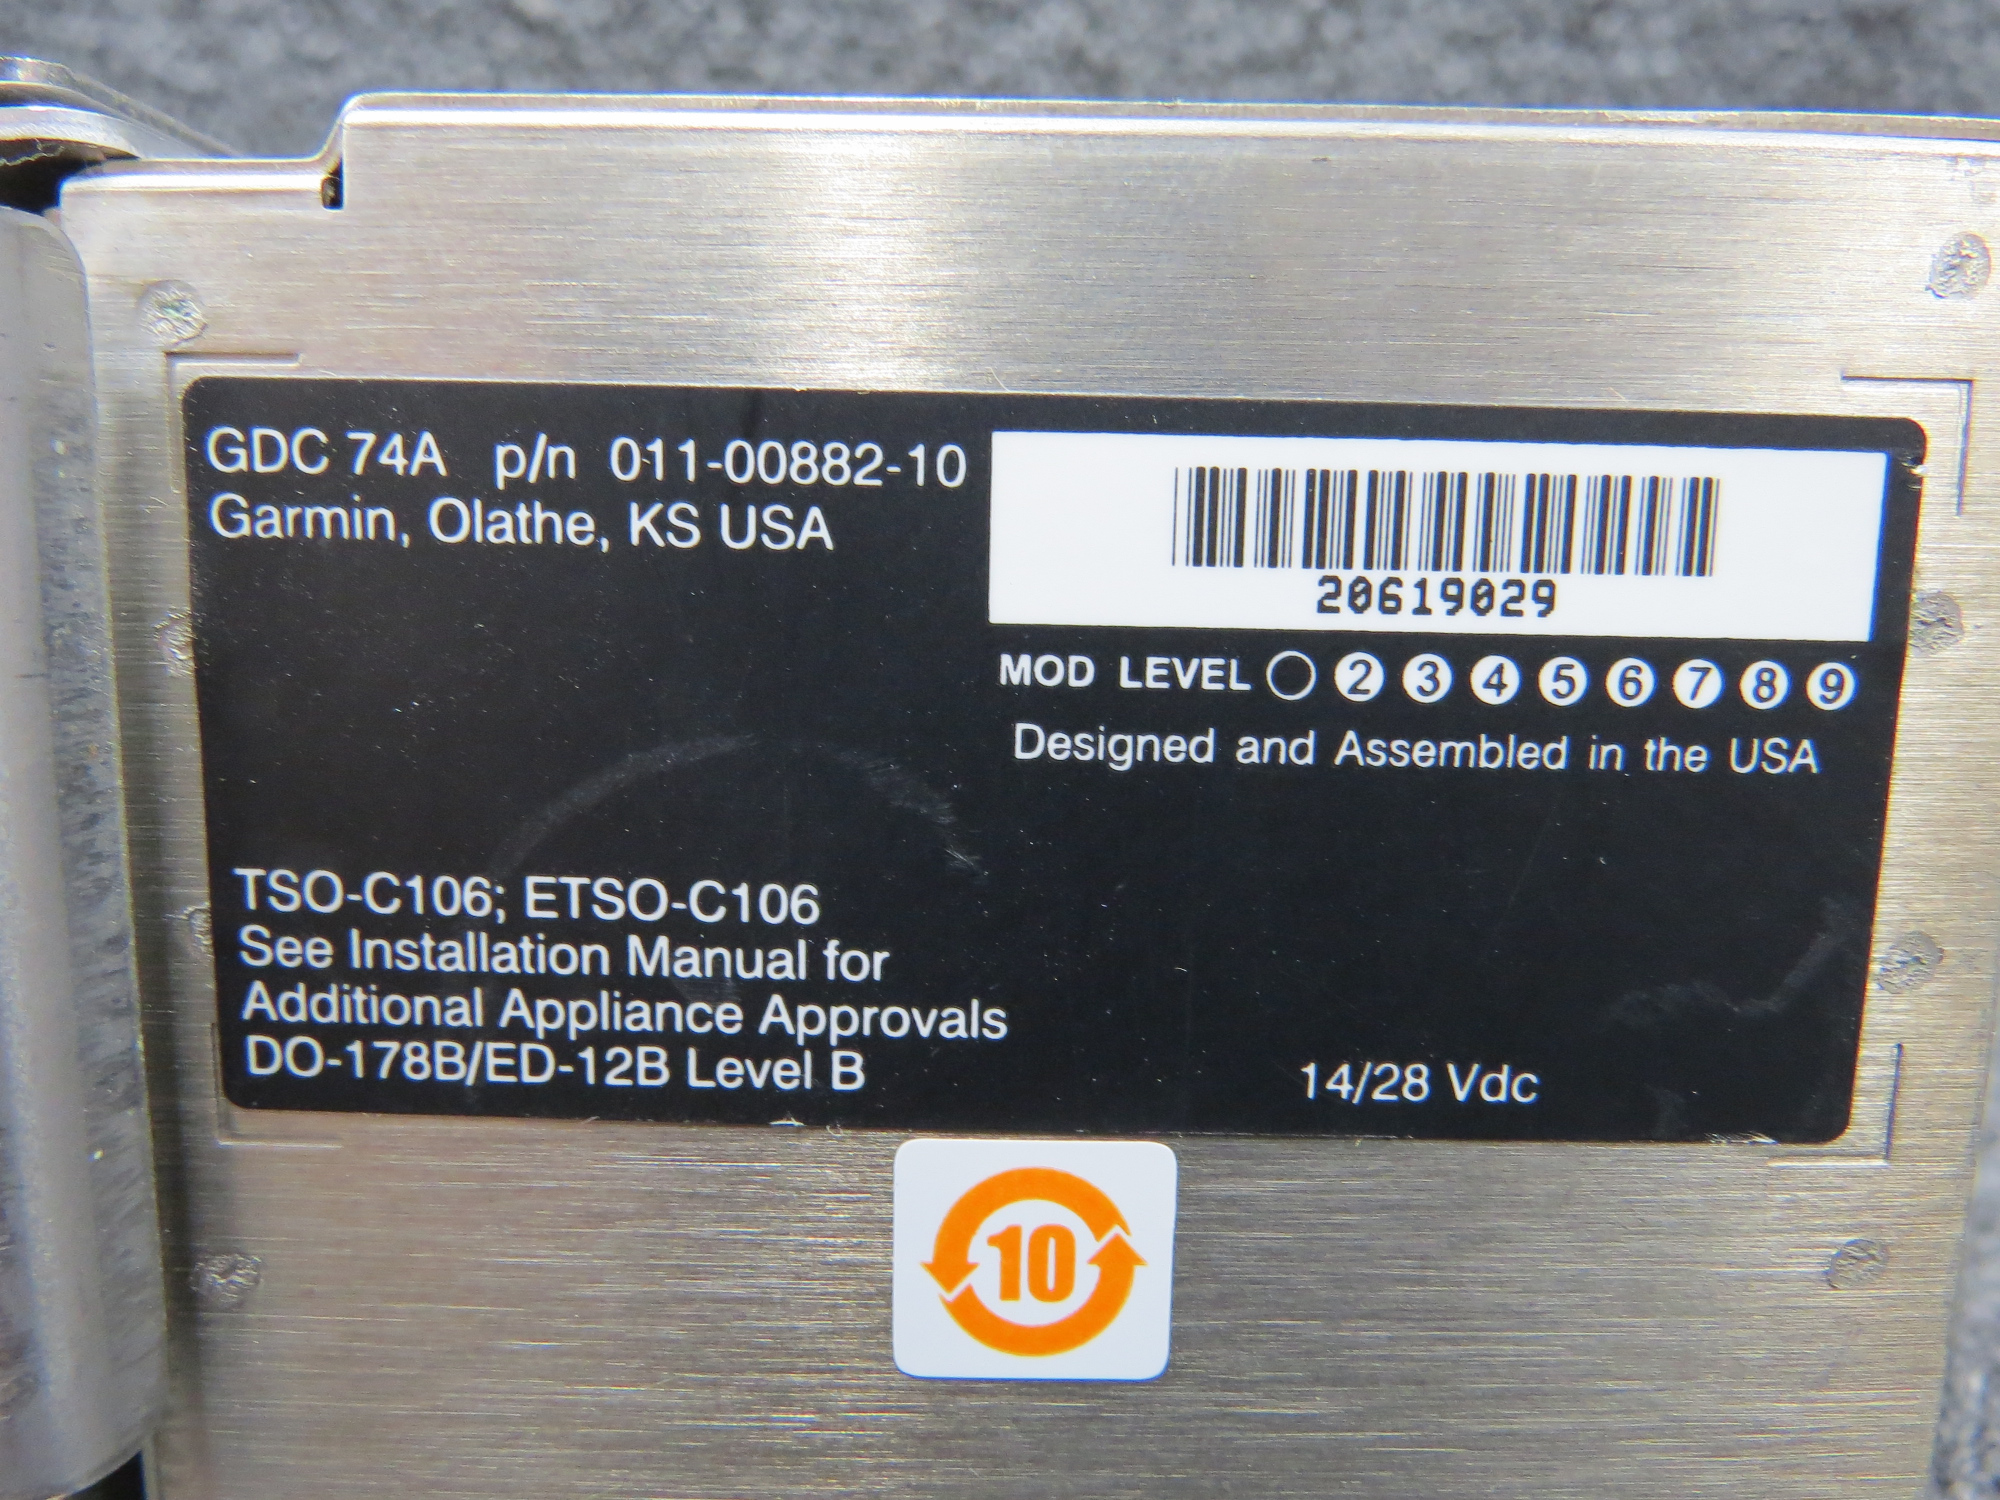 GDC 74A p/n 011-00882-10
Garmin, Olathe, KS USA
20619029
MOD LEVEL 2 3 4 5 6 7 8 9
Designed and Assembled in the USA
TSO-C106; ETSO-C106
See Installation Manual for
Additional Appliance Approvals
DO-178B/ED-12B Level B
14/28 Vdc
10